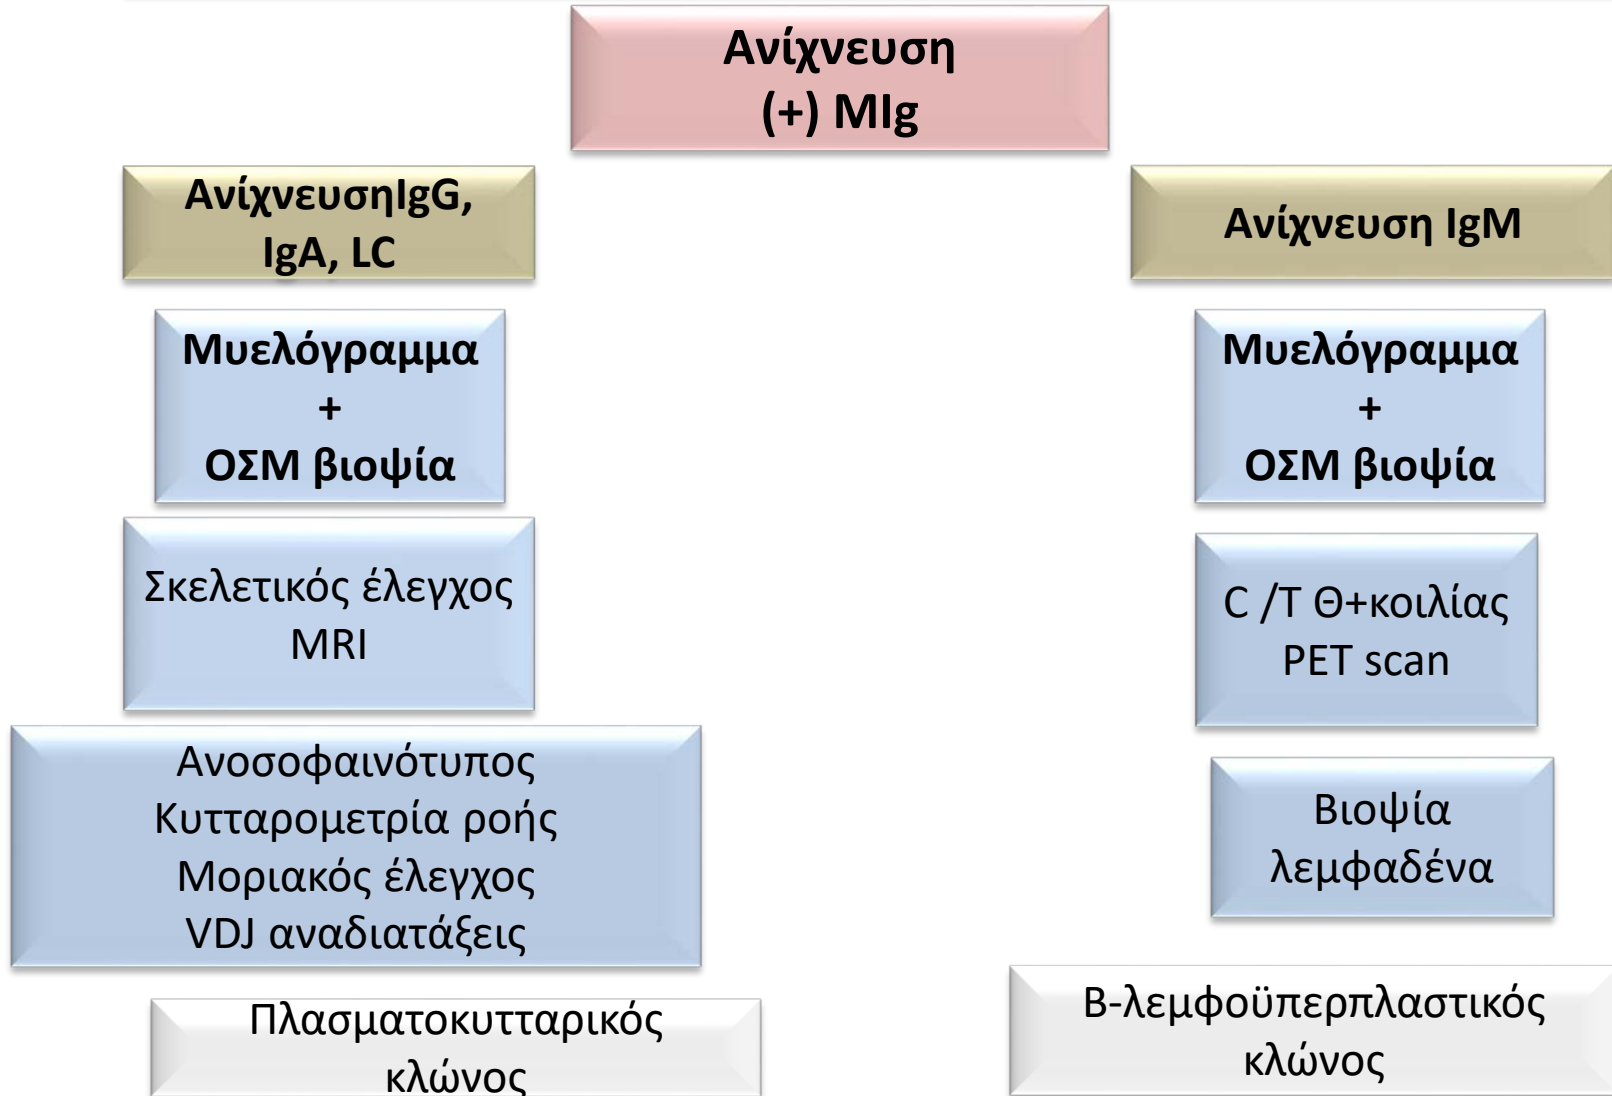 Ανίχνευση
(+) MIg
ΑνίχνευσηIgG,
IgA, LC
Μυελόγραμμα
+
ΟΣΜ βιοψία
Σκελετικός έλεγχος
MRI
Ανοσοφαινότυπος
Κυτταρομετρία ροής
Μοριακός έλεγχος
VDJ αναδιατάξεις
Πλασματοκυτταρικός
κλώνος
Ανίχνευση IgM
Μυελόγραμμα
+
ΟΣΜ βιοψία
C /T Θ+κοιλίας
PET scan
Βιοψία
λεμφαδένα
Β-λεμφοϋπερπλαστικός
κλώνος